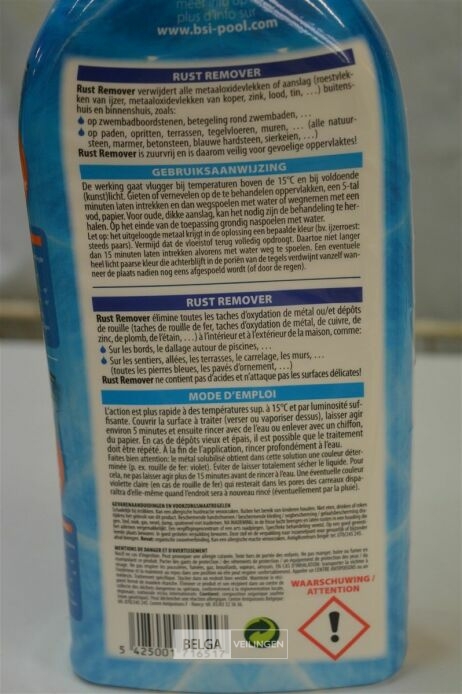 meer info op
plus d'info sur
www.bsi-pool.com
RUST REMOVER
Rust Remover verwijdert alle metaaloxidevlekken of aanslag (roestvlek-
ken van ijzer, metaaloxidevlekken van koper, zink, lood, tin, …) buitens-
huis en binnenshuis, zoals:
op zwembadboordstenen, betegeling rond zwembaden, …
op paden, opritten, terrassen, tegelvloeren, muren, … (alle natuur-
steen, marmer, betonsteen, blauwe hardsteen, sierkeien, …)
Rust Remover is zuurvrij en is daarom veilig voor gevoelige oppervlaktes!
GEBRUIKSAANWIJZING
De werking gaat vlugger bij temperaturen boven de 15°C en bij voldoende
(kunst)licht. Gieten of vernevelen op de te behandelen oppervlakken, een 5-tal
minuten laten intrekken en dan wegspoelen met water of wegnemen met een
vod, papier. Voor oude, dikke aanslag, kan het nodig zijn de behandeling te her-
halen. Op het einde van de toepassing grondig naspoelen met water.
Let op: het uitgeloogde metaal krijgt in de oplossing een bepaalde kleur (bv. ijzerroest:
steeds paars). Vermijd dat de vloeistof terug volledig opdroogt. Daartoe niet langer
dan 15 minuten laten intrekken alvorens met water weg te spoelen. Een eventuele
heel licht paarse kleur die achterblijft in de poriën van de tegels verdwijnt vanzelf wan-
neer de plaats nadien nog eens afgespoeld wordt (of door de regen).
RUST REMOVER
Rust Remover élimine toutes les taches d'oxydation de métal ou/et dépôts
de rouille (taches de rouille de fer, taches d'oxydation de métal, de cuivre, de
zinc, de plomb, de l'étain, …) à l'intérieur et à l'extérieur de la maison, comme:
Sur les bords, le dallage autour de piscines, …
Sur les sentiers, allées, les terrasses, le carrelage, les murs, …
(toutes les pierres bleues, les pavés d'ornement, …)
Rust Remover ne contient pas d'acides et n'attaque pas les surfaces délicates!
MODE D'EMPLOI
L'action est plus rapide à des températures sup. à 15°C et par luminosité suf-
fisante. Couvrir la surface à traiter (verser ou vaporiser dessus), laisser agir
environ 5 minutes et ensuite rincer avec de l'eau ou enlever avec un chiffon,
du papier. En cas de dépôts vieux et épais, il est possible que le traitement
doit être répété. A la fin de l'application, rincer profondément à l'eau.
Faites bien attention: le métal solubilisé obtient dans cette solution une couleur déter-
minée (p. ex. rouille de fer: violet). Eviter de laisser totalement sécher le liquide. Pour
cela, ne pas laisser agir plus de 15 minutes avant de rincer à l'eau. Une éventuelle couleur
violette claire (en cas de rouille de fer) qui resterait dans les pores des carreaux dispa-
raîtra d'elle-même quand l'endroit sera à nouveau rincé (éventuellement par la pluie).
GEVARENAANDUIDINGEN EN VOORZORGSMAATREGELEN
MENTIONS DE DANGER ET D'AVERTISSEMENT
WAARSCHUWING /
ATTENTION
BELGA VEILINGEN
5 425001 716517